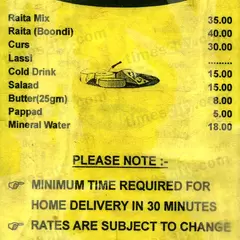 Raita Mix 35.00
Raita (Boondi) 40.00
Curs 30.00
Lassi ......
Cold Drink 15.00
Salaad 15.00
Butter(25gm) 8.00
Pappad 5.00
Mineral Water 18.00
PLEASE NOTE :-
MINIMUM TIME REQUIRED FOR
HOME DELIVERY IN 30 MINUTES
RATES ARE SUBJECT TO CHANGE